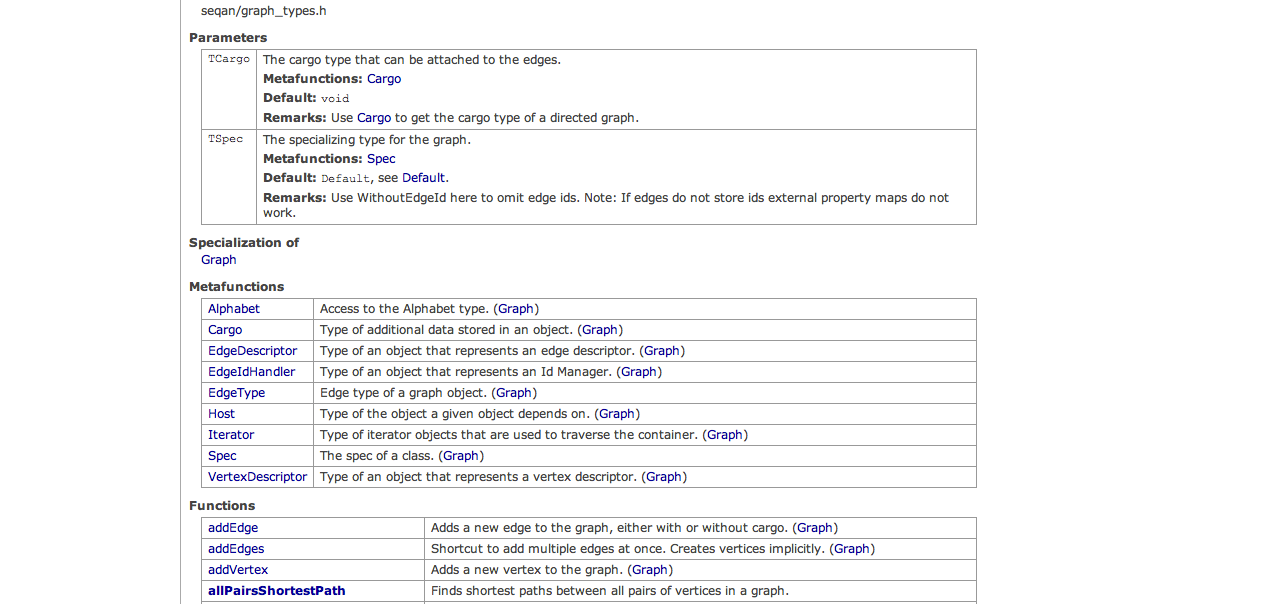 seqan/graph_types.h
Parameters
TCargo The cargo type that can be attached to the edges.
Metafunctions: Cargo
Default: void
Remarks: Use Cargo to get the cargo type of a directed graph.
TSpec The specializing type for the graph.
Metafunctions: Spec
Default: Default, see Default.
Remarks: Use WithoutEdgeId here to omit edge ids. Note: If edges do not store ids external property maps do not
work.
Specialization of
Graph
Metafunctions
Alphabet Access to the Alphabet type. (Graph)
Cargo Type of additional data stored in an object. (Graph)
EdgeDescriptor Type of an object that represents an edge descriptor. (Graph)
EdgeIdHandler Type of an object that represents an Id Manager. (Graph)
EdgeType Edge type of a graph object. (Graph)
Host Type of the object a given object depends on. (Graph)
Iterator Type of iterator objects that are used to traverse the container. (Graph)
Spec The spec of a class. (Graph)
VertexDescriptor Type of an object that represents a vertex descriptor. (Graph)
Functions
addEdge Adds a new edge to the graph, either with or without cargo. (Graph)
addEdges Shortcut to add multiple edges at once. Creates vertices implicitly. (Graph)
addVertex Adds a new vertex to the graph. (Graph)
allPairsShortestPath Finds shortest paths between all pairs of vertices in a graph.